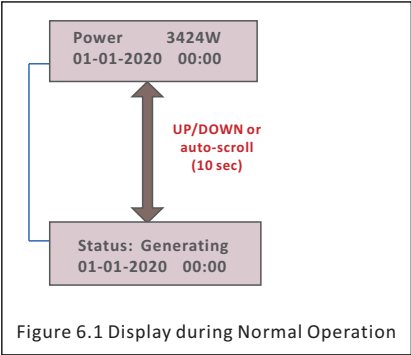 Power 3424W
01-01-2020 00:00
UP/DOWN or
auto-scroll
(10 sec)
Status: Generating
01-01-2020 00:00
Figure 6.1 Display during Normal Operation